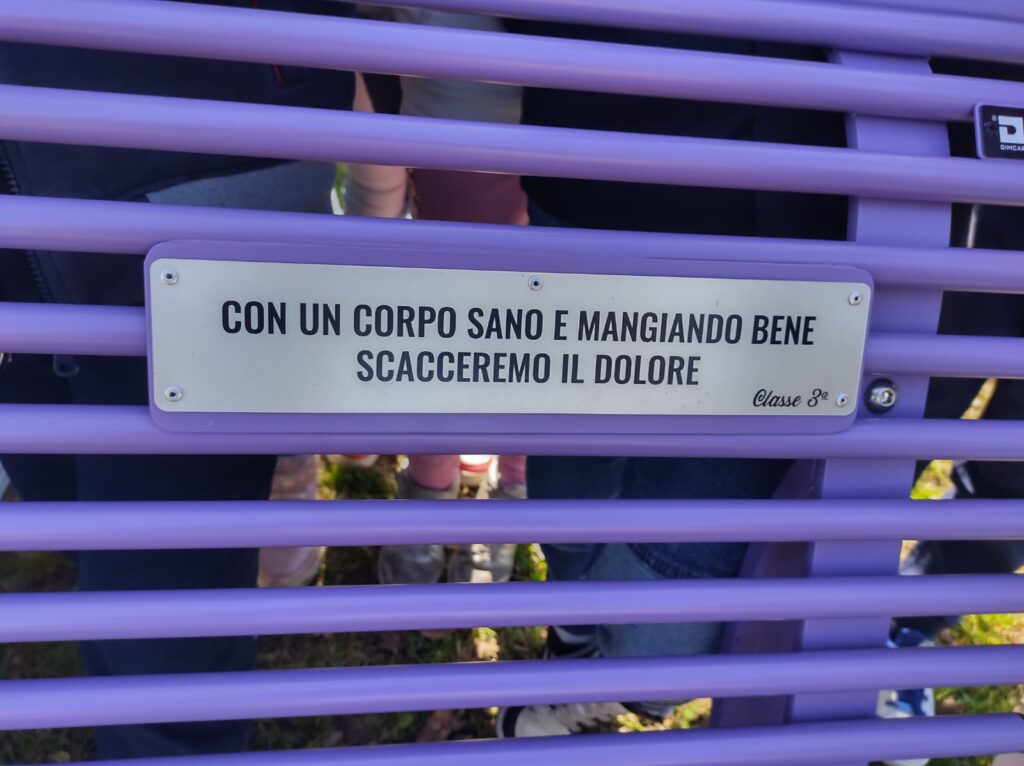 CON UN CORPO SANO E MANGIANDO BENE
SCACCEREMO IL DOLORE
Classe 3ª